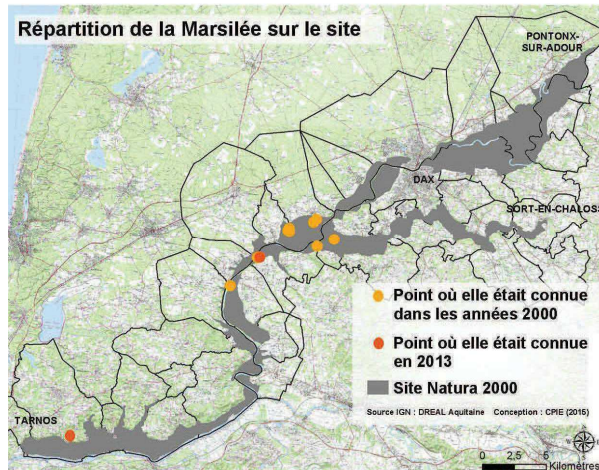 Répartition de la Marsilée sur le site
PONTONX-
SUR-ADOUR
DAX
SORT-EN-CHALOSS
Point où elle était connue
dans les années 2000
Point où elle était connue
en 2013
Site Natura 2000
Source IGN : DREAL Aquitaine Conception : CPIE (2015)
TARNOS
0 2,5 5
Kilomètres